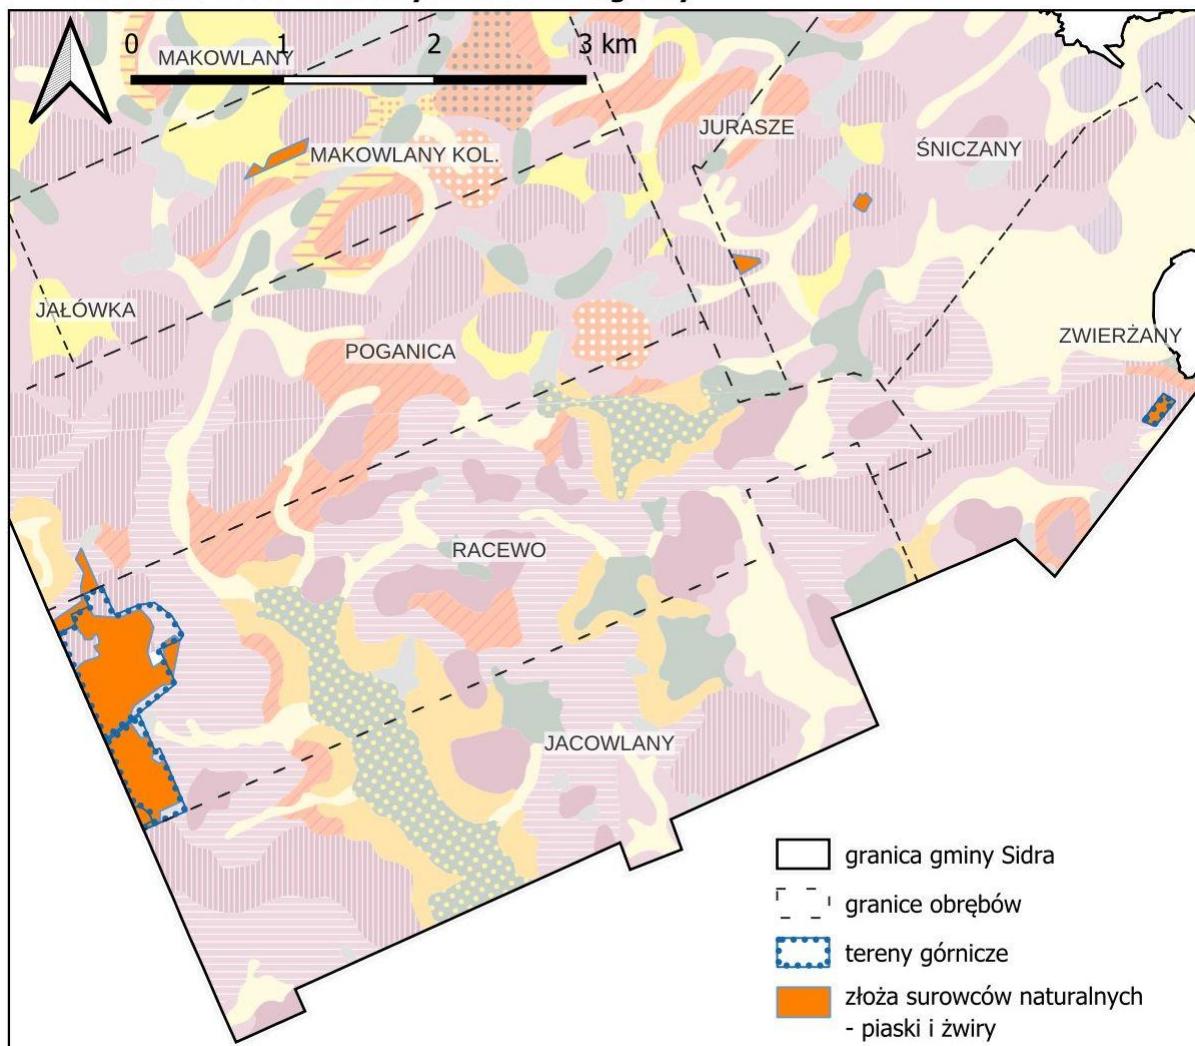 0 1 2 3 km
MAKOWLANY
JURASZE
ŚNICZANY
MAKOWLANY KOL.
JAŁÓWKA
ZWIERŻANY
POGANICA
RACEWO
JACOWLANY
granica gminy Sidra
granice obrębów
tereny górnicze
złoża surowców naturalnych
- piaski i żwiry